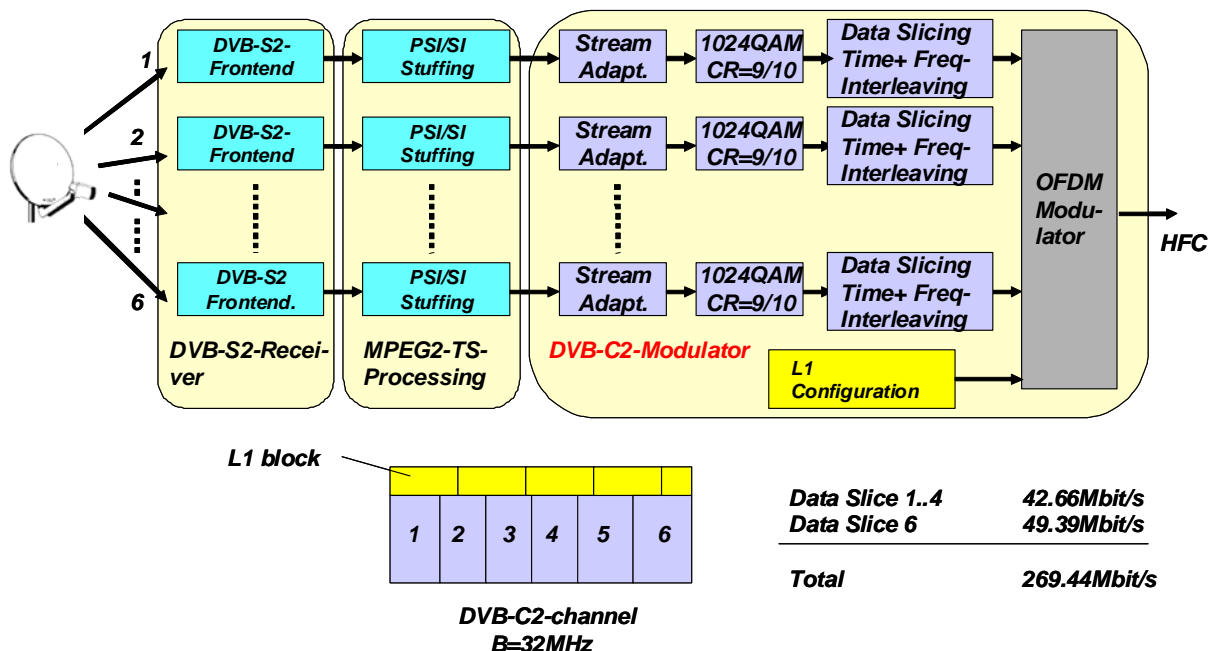 1
DVB-S2-
Frontend
PSI/SI
Stuffing
Stream
Adapt.
1024QAM
CR=9/10
Data Slicing
Time+ Freq-
Interleaving
2
DVB-S2-
Frontend
PSI/SI
Stuffing
Stream
Adapt.
1024QAM
CR=9/10
Data Slicing
Time+ Freq-
Interleaving
OFDM
Modu-
lator
HFC
6
DVB-S2
Frontend.
PSI/SI
Stuffing
Stream
Adapt.
1024QAM
CR=9/10
Data Slicing
Time+ Freq-
Interleaving
DVB-S2-Recei-
ver
MPEG2-TS-
Processing
DVB-C2-Modulator
L1
Configuration
L1 block
1 2 3 4 5 6
DVB-C2-channel
B=32MHz
Data Slice 1..4 42.66Mbit/s
Data Slice 6 49.39Mbit/s
Total 269.44Mbit/s